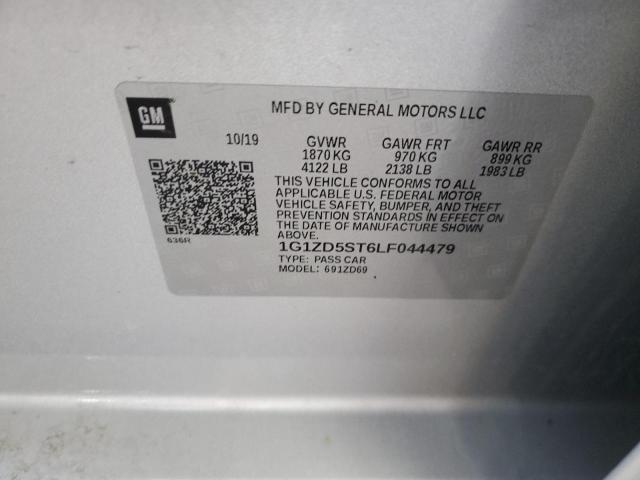 GM
MFD BY GENERAL MOTORS LLC
10/19 GVWR GAWR FRT GAWR RR
1870 KG 970 KG 899 KG
4122 LB 2138 LB 1983 LB
THIS VEHICLE CONFORMS TO ALL
APPLICABLE U.S. FEDERAL MOTOR
VEHICLE SAFETY, BUMPER, AND THEFT
PREVENTION STANDARDS IN EFFECT ON
THE DATE OF MANUFACTURE SHOWN
ABOVE.
636R
1G1ZD5ST6LF044479
TYPE: PASS CAR
MODEL: 691ZD69